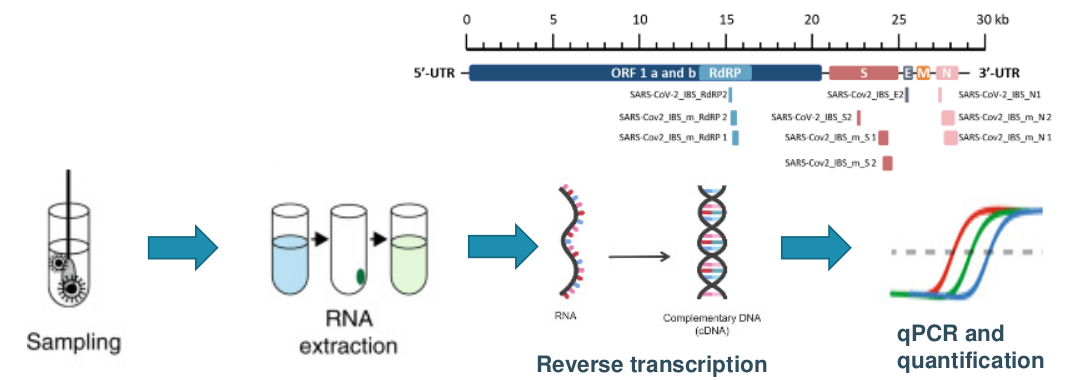 0 5 10 15 20 25 30 kb
5′-UTR ORF 1 a and b RdRP S E M N 3′-UTR
SARS-CoV-2_IBS_RdRP2 SARS-Cov2_IBS_E2 SARS-CoV-2_IBS_N1
SARS-Cov2_IBS_m_RdRP 2 SARS-CoV-2_IBS_S2 SARS-Cov2_IBS_m_N 2
SARS-Cov2_IBS_m_RdRP 1 SARS-Cov2_IBS_m_S 1 SARS-Cov2_IBS_m_N 1
SARS-Cov2_IBS_m_S 2
Sampling
RNA
extraction
RNA
Complementary DNA
(cDNA)
Reverse transcription
qPCR and
quantification